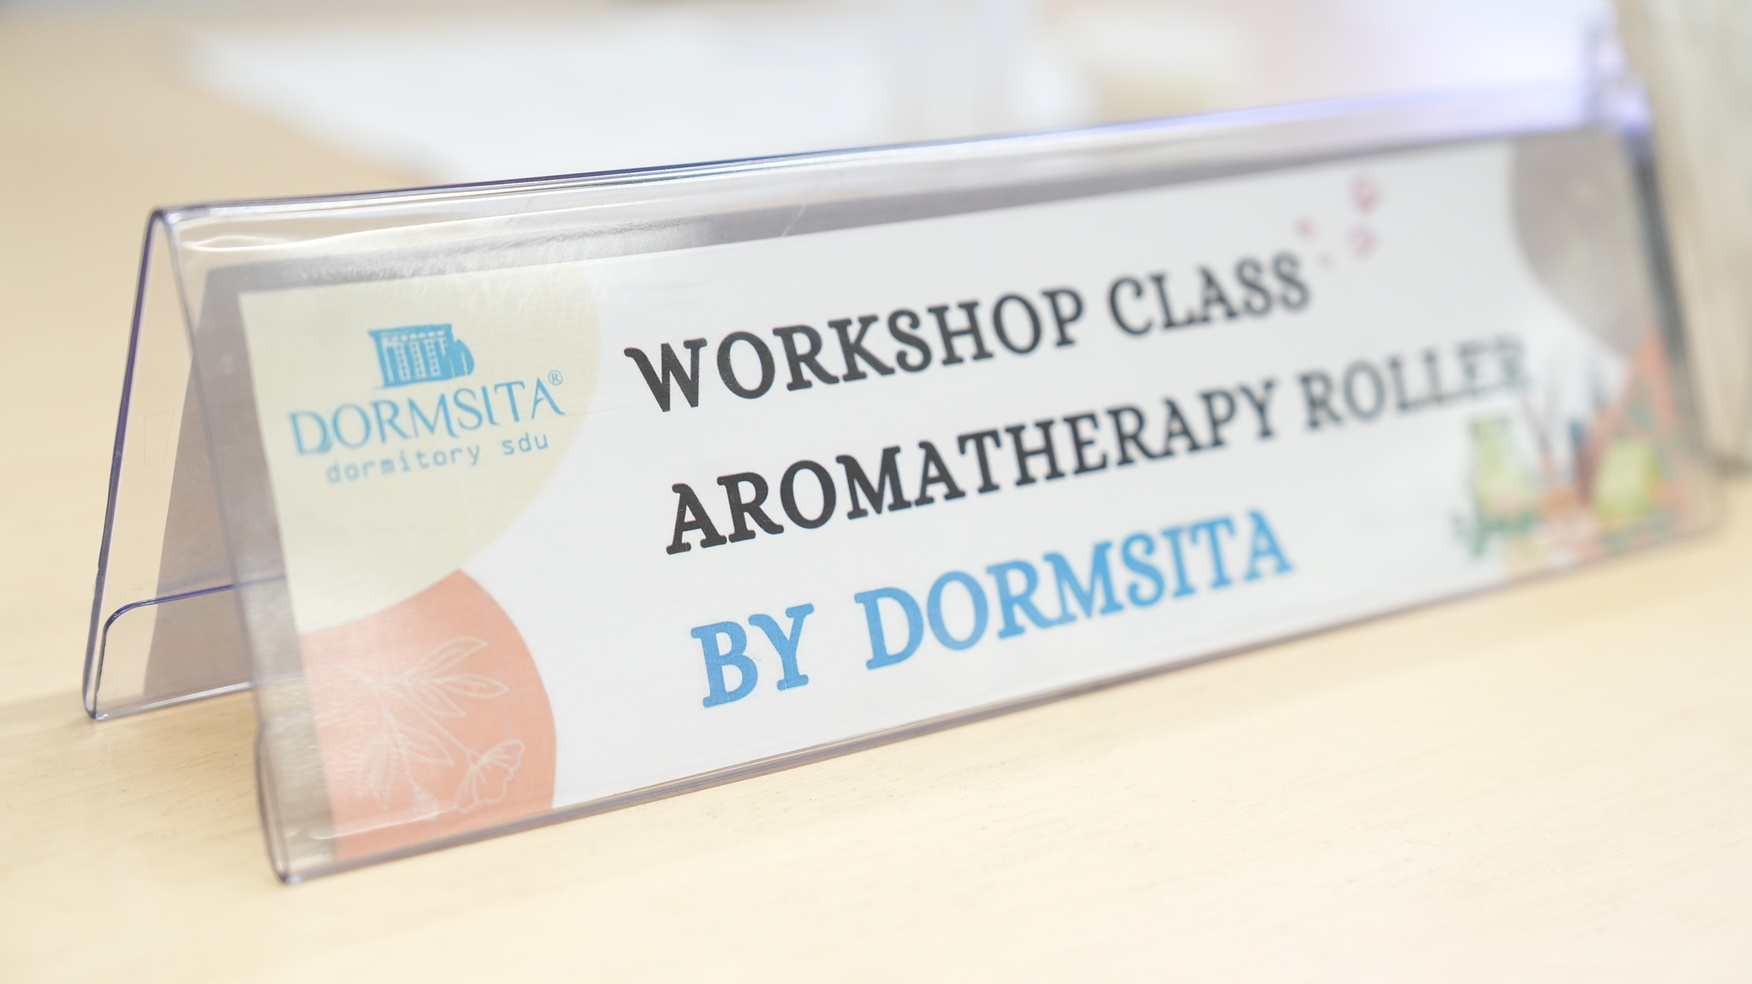 DORMSITA®
dormitory sdu
WORKSHOP CLASS
AROMATHERAPY ROLLER
BY DORMSITA